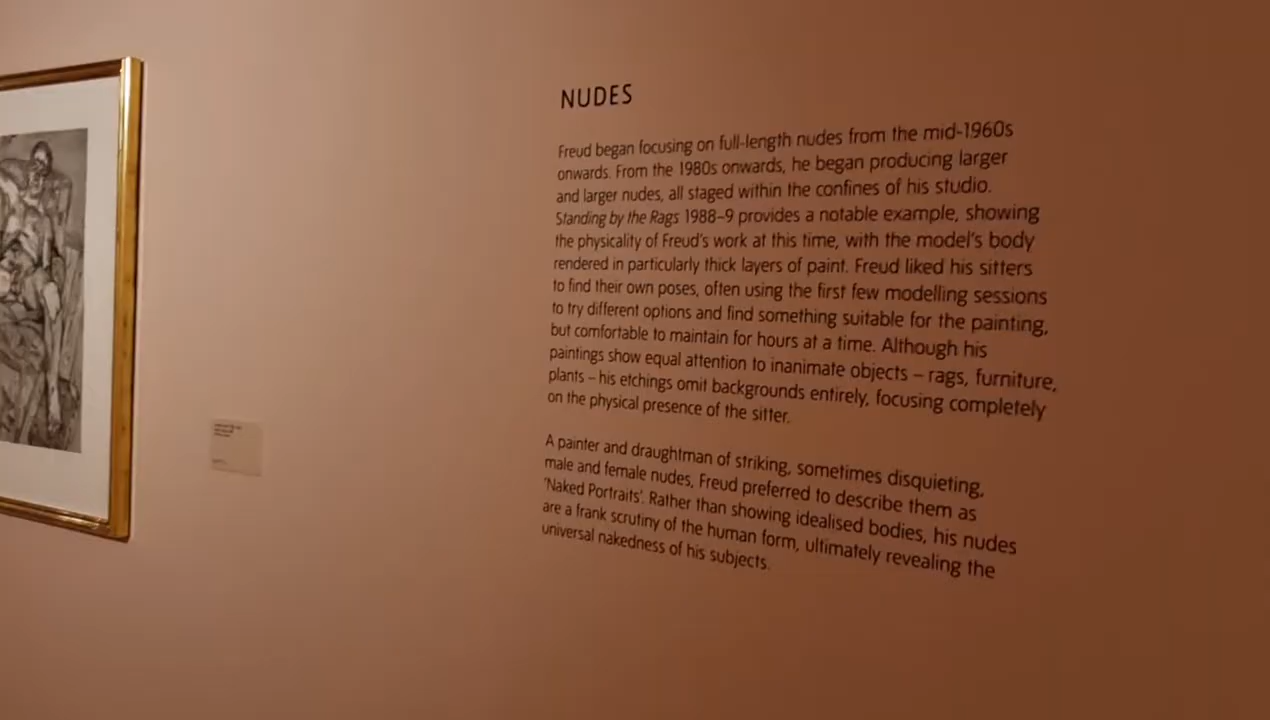 NUDES
Freud began focusing on full-length nudes from the mid-1960s
onwards. From the 1980s onwards, he began producing larger
and larger nudes, all staged within the confines of his studio.
Standing by the Rags 1988–9 provides a notable example, showing
the physicality of Freud's work at this time, with the model's body
rendered in particularly thick layers of paint. Freud liked his sitters
to find their own poses, often using the first few modelling sessions
to try different options and find something suitable for the painting,
but comfortable to maintain for hours at a time. Although his
paintings show equal attention to inanimate objects – rags, furniture,
plants – his etchings omit backgrounds entirely, focusing completely
on the physical presence of the sitter.
A painter and draughtman of striking, sometimes disquieting,
male and female nudes, Freud preferred to describe them as
'Naked Portraits'. Rather than showing idealised bodies, his nudes
are a frank scrutiny of the human form, ultimately revealing the
universal nakedness of his subjects.